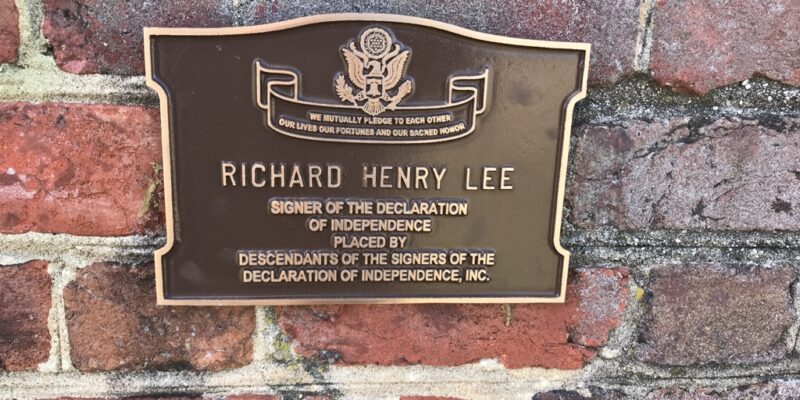 WE MUTUALLY PLEDGE TO EACH OTHER
OUR LIVES OUR FORTUNES AND OUR SACRED HONOR
RICHARD HENRY LEE
SIGNER OF THE DECLARATION
OF INDEPENDENCE
PLACED BY
DESCENDANTS OF THE SIGNERS OF THE
DECLARATION OF INDEPENDENCE, INC.